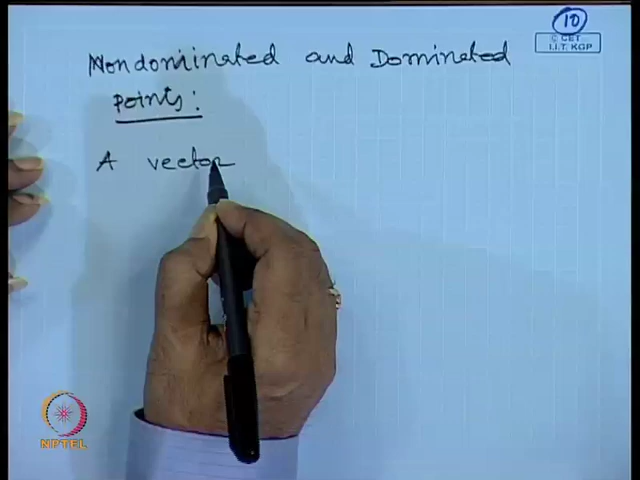 10
© CET
I.I.T. KGP
Nondominated and Dominated
points:
A vector
NPTEL